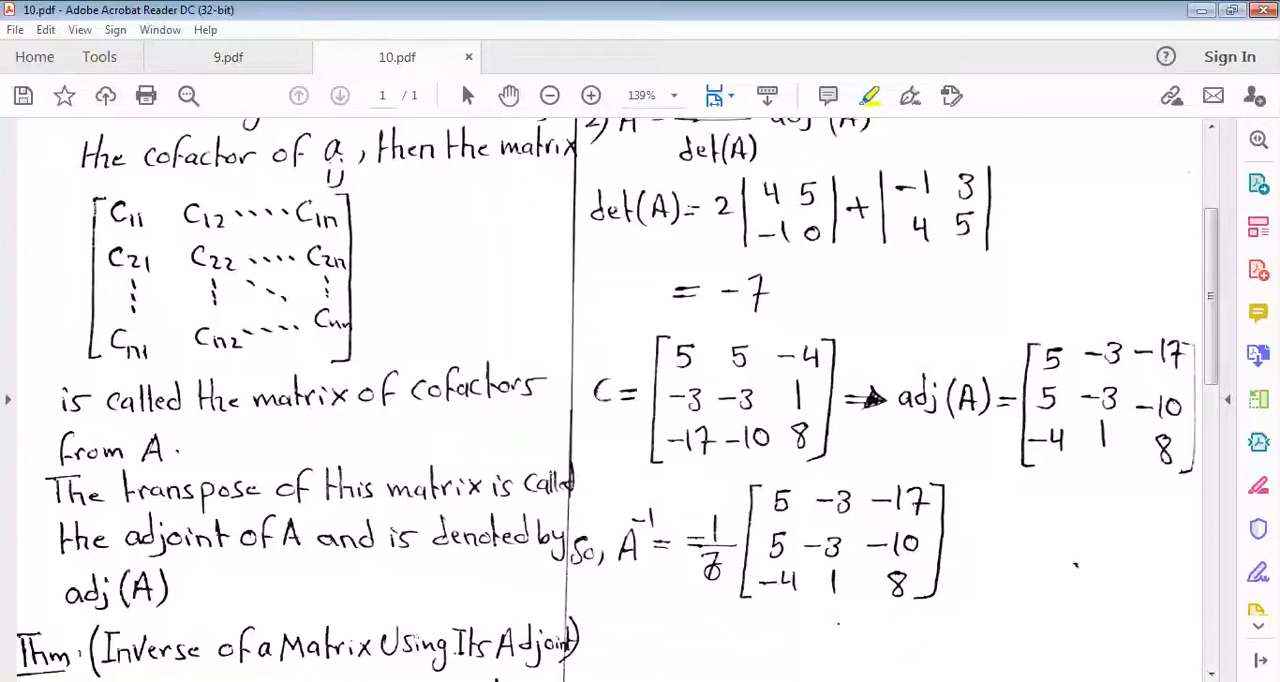 10.pdf - Adobe Acrobat Reader DC (32-bit)
File Edit View Sign Window Help
Home Tools 9.pdf 10.pdf × Sign In
1 / 1 139%
the cofactor of a_ij, then the matrix
[C11 C12 .... C1n
C21 C22 .... C2n
⋮ ⋮ ⋱ ⋮
Cn1 Cn2 .... Cnn]
is called the matrix of cofactors
from A.
The transpose of this matrix is called
the adjoint of A and is denoted by
adj(A)
Thm. (Inverse of a Matrix Using Its Adjoint)
2) A adj (A)
det(A)
det(A) = 2 |4 5; -1 0| + |-1 3; 4 5|
= -7
C = [5 5 -4; -3 -3 1; -17 -10 8] ⇒ adj(A) = [5 -3 -17; 5 -3 -10; -4 1 8]
So, A⁻¹ = -1/7 [5 -3 -17; 5 -3 -10; -4 1 8]